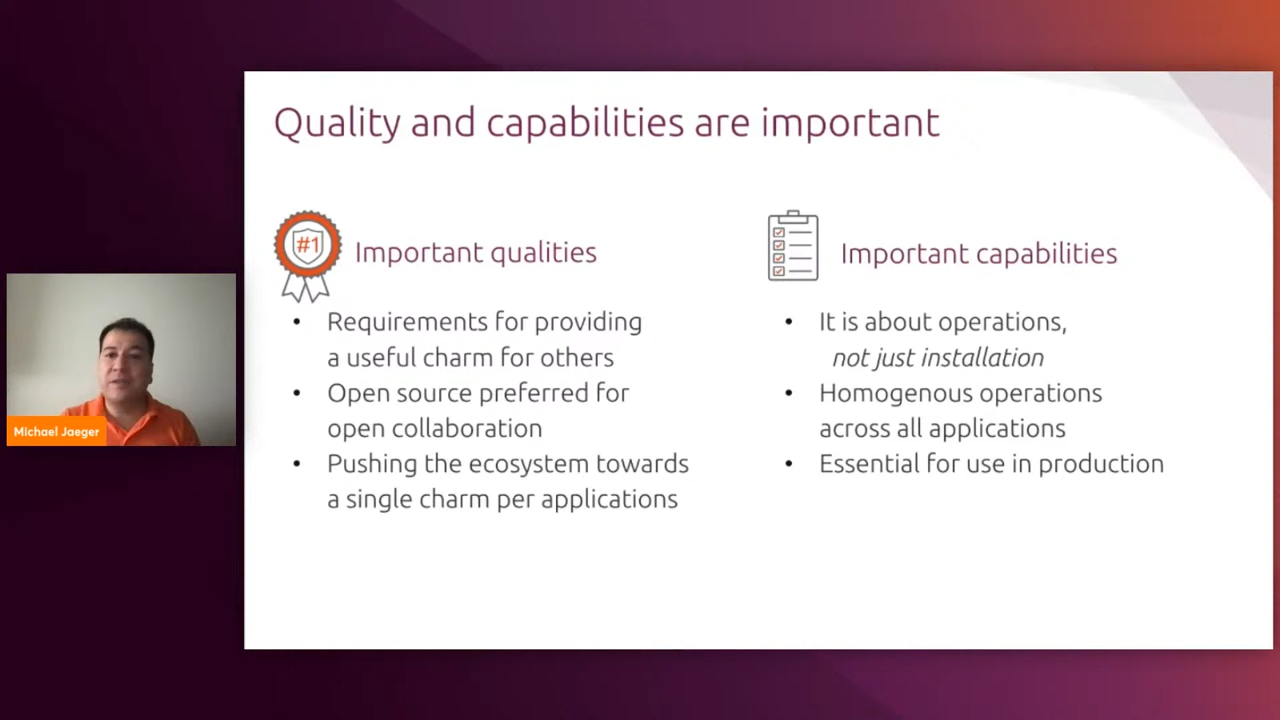 Quality and capabilities are important
#1
Important qualities
• Requirements for providing
a useful charm for others
• Open source preferred for
open collaboration
• Pushing the ecosystem towards
a single charm per applications
Important capabilities
• It is about operations,
not just installation
• Homogenous operations
across all applications
• Essential for use in production
Michael Jaeger